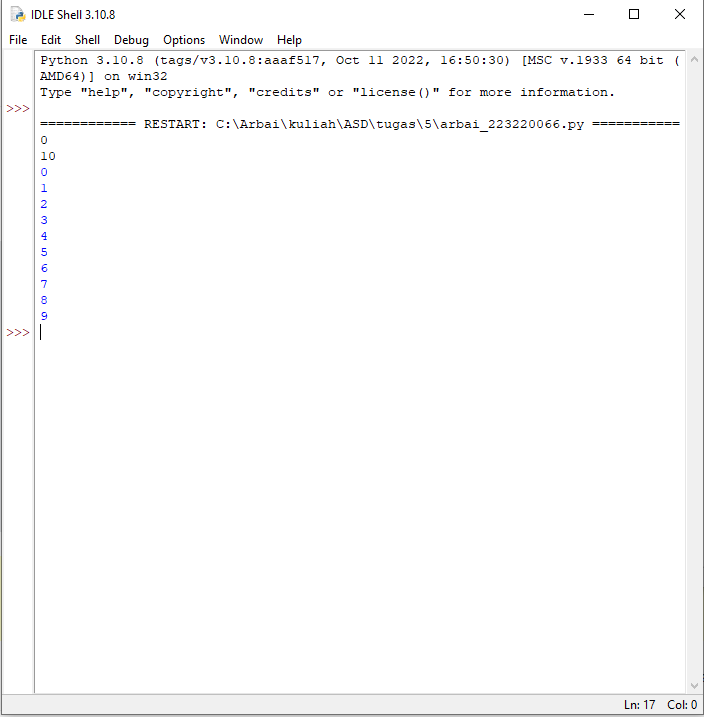 IDLE Shell 3.10.8
File Edit Shell Debug Options Window Help
Python 3.10.8 (tags/v3.10.8:aaaf517, Oct 11 2022, 16:50:30) [MSC v.1933 64 bit (
AMD64)] on win32
Type "help", "copyright", "credits" or "license()" for more information.
>>>
============ RESTART: C:\Arbai\kuliah\ASD\tugas\5\arbai_223220066.py ===========
0
10
0
1
2
3
4
5
6
7
8
9
>>>
Ln: 17 Col: 0